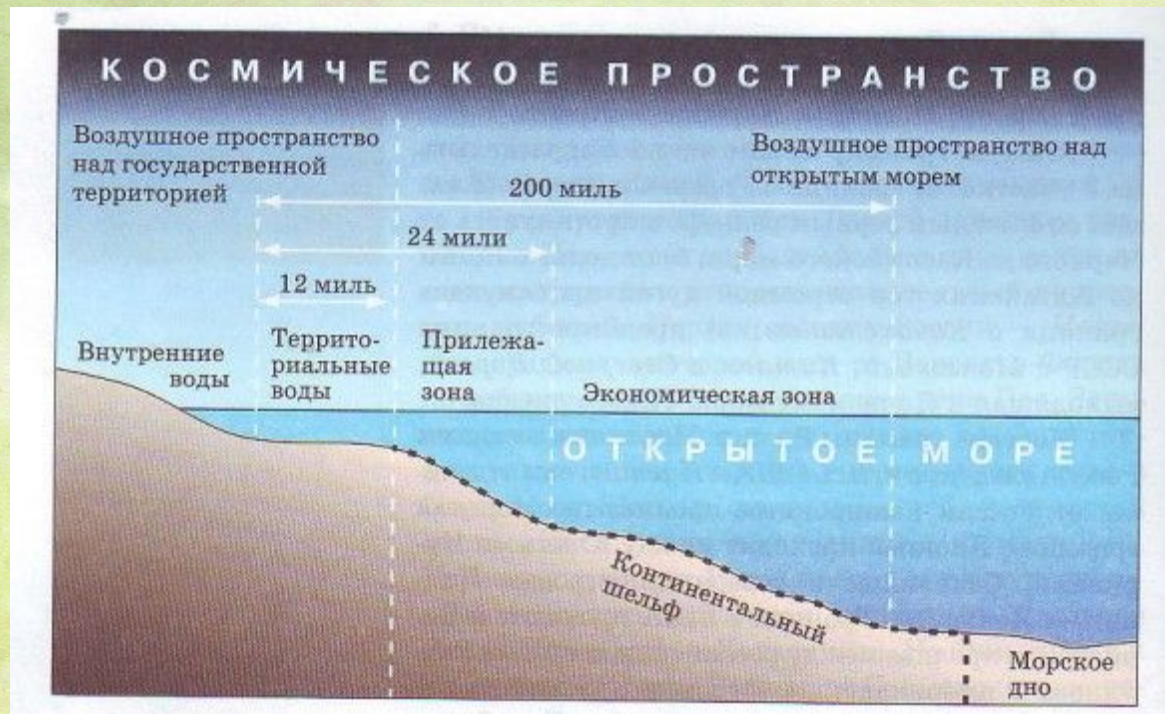 КОСМИЧЕСКОЕ ПРОСТРАНСТВО
Воздушное пространство
над государственной
территорией
Воздушное пространство над
открытым морем
200 миль
24 мили
12 миль
Внутренние
воды
Террито-
риальные
воды
Прилежа-
щая
зона
Экономическая зона
ОТКРЫТОЕ МОРЕ
Континентальный
шельф
Морское
дно